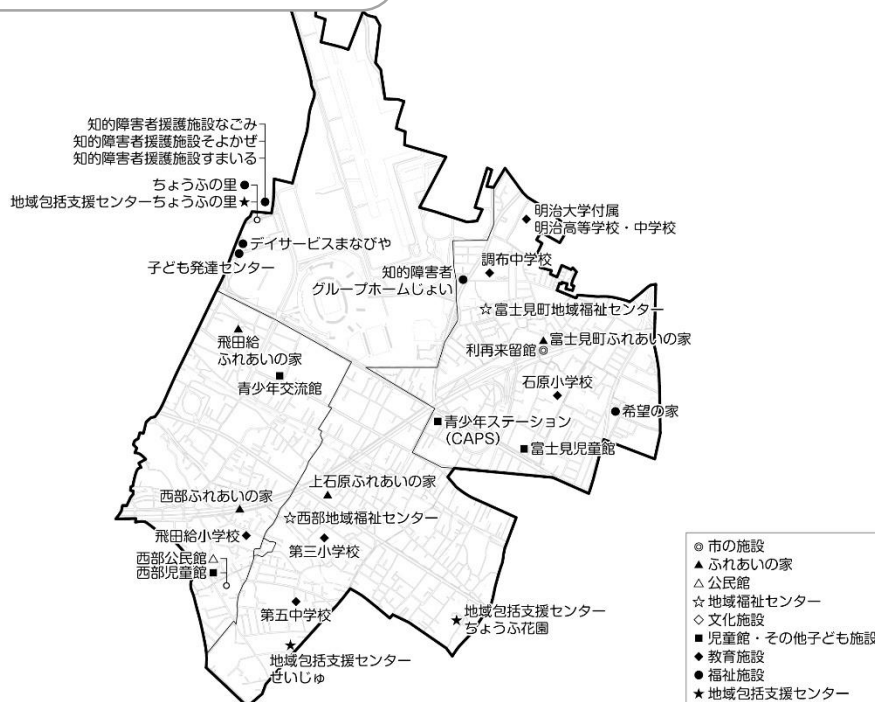 知的障害者援護施設なごみ
知的障害者援護施設そよかぜ
知的障害者援護施設すまいる
ちょうふの里●
地域包括支援センターちょうふの里★
●デイサービスまなびや
子ども発達センター
明治大学付属
明治高等学校・中学校
調布中学校
知的障害者
グループホームじょい
☆富士見町地域福祉センター
富士見町ふれあいの家
利再来留館◎
飛田給
ふれあいの家
青少年交流館
石原小学校
希望の家
青少年ステーション
(CAPS)
富士見児童館
上石原ふれあいの家
西部ふれあいの家
☆西部地域福祉センター
飛田給小学校◆
第三小学校
西部公民館△
西部児童館■
第五中学校
地域包括支援センター
ちょうふ花園
地域包括支援センター
せいじゅ
◎ 市の施設
▲ ふれあいの家
△ 公民館
☆ 地域福祉センター
◇ 文化施設
■ 児童館・その他子ども施設
◆ 教育施設
● 福祉施設
★ 地域包括支援センター